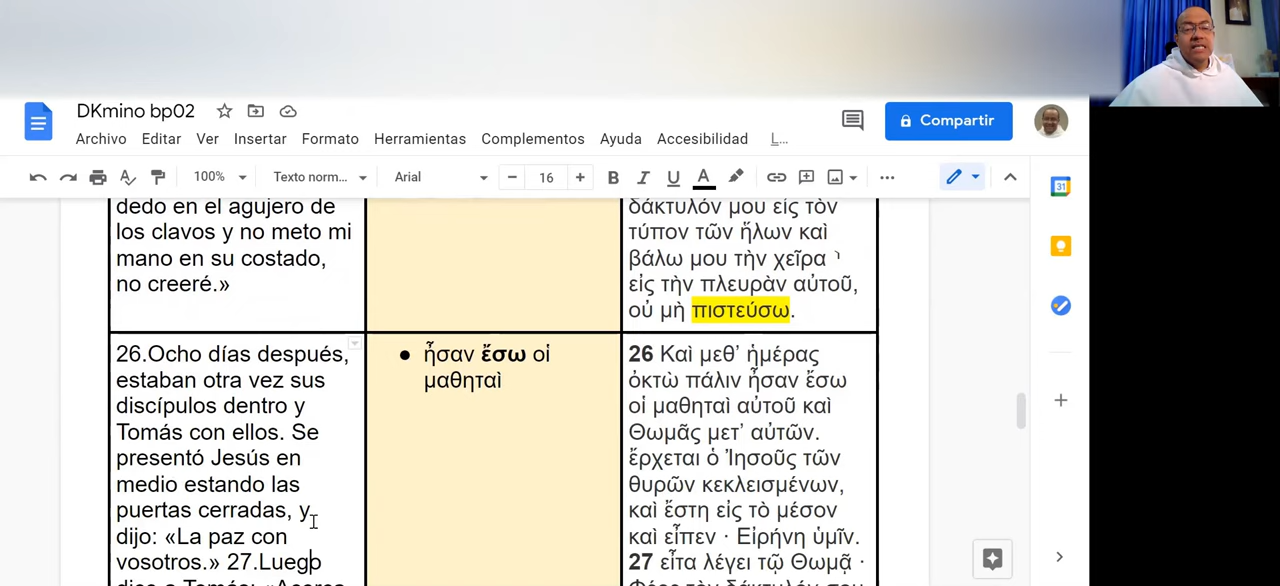 DKmino bp02
Archivo Editar Ver Insertar Formato Herramientas Complementos Ayuda Accesibilidad L...
Compartir
100% Texto norm... Arial − 16 + B I U A
31
dedo en el agujero de
los clavos y no meto mi
mano en su costado,
no creeré.»
δάκτυλόν μου εἰς τὸν
τύπον τῶν ἥλων καὶ
βάλω μου τὴν χεῖρα ⸃
εἰς τὴν πλευρὰν αὐτοῦ,
οὐ μὴ πιστεύσω.
26.Ocho días después,
estaban otra vez sus
discípulos dentro y
Tomás con ellos. Se
presentó Jesús en
medio estando las
puertas cerradas, y
dijo: «La paz con
vosotros.» 27.Luego
● ἦσαν ἔσω οἱ
μαθηταὶ
26 Καὶ μεθ’ ἡμέρας
ὀκτὼ πάλιν ἦσαν ἔσω
οἱ μαθηταὶ αὐτοῦ καὶ
Θωμᾶς μετ’ αὐτῶν.
ἔρχεται ὁ Ἰησοῦς τῶν
θυρῶν κεκλεισμένων,
καὶ ἔστη εἰς τὸ μέσον
καὶ εἶπεν · Εἰρήνη ὑμῖν.
27 εἶτα λέγει τῷ Θωμᾷ ·